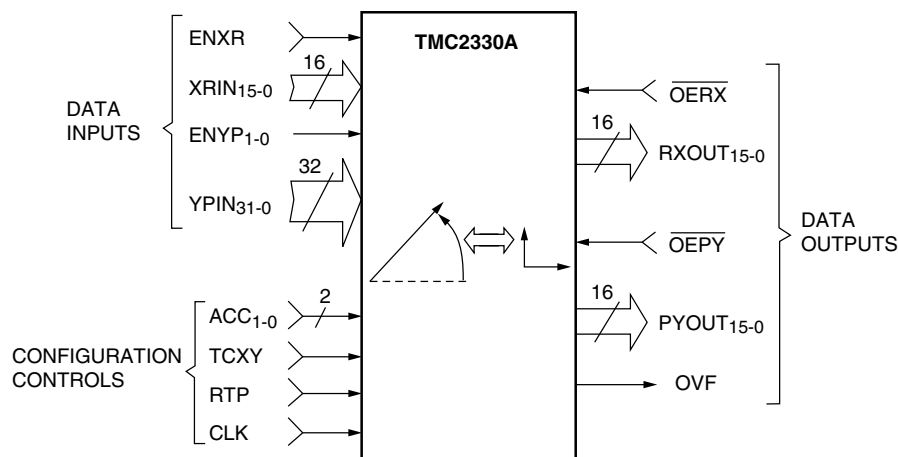 TMC2330A
DATA
INPUTS
ENXR
16
XRIN15-0
ENYP1-0
32
YPIN31-0
CONFIGURATION
CONTROLS
2
ACC1-0
TCXY
RTP
CLK
OERX
16
RXOUT15-0
OEPY
16
PYOUT15-0
OVF
DATA
OUTPUTS